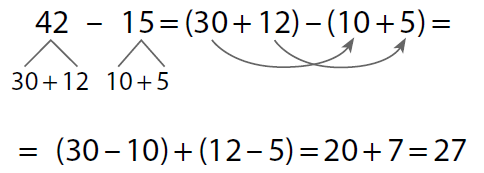 42 − 15 = (30 + 12) − (10 + 5) =
30 + 12 10 + 5
= (30 − 10) + (12 − 5) = 20 + 7 = 27